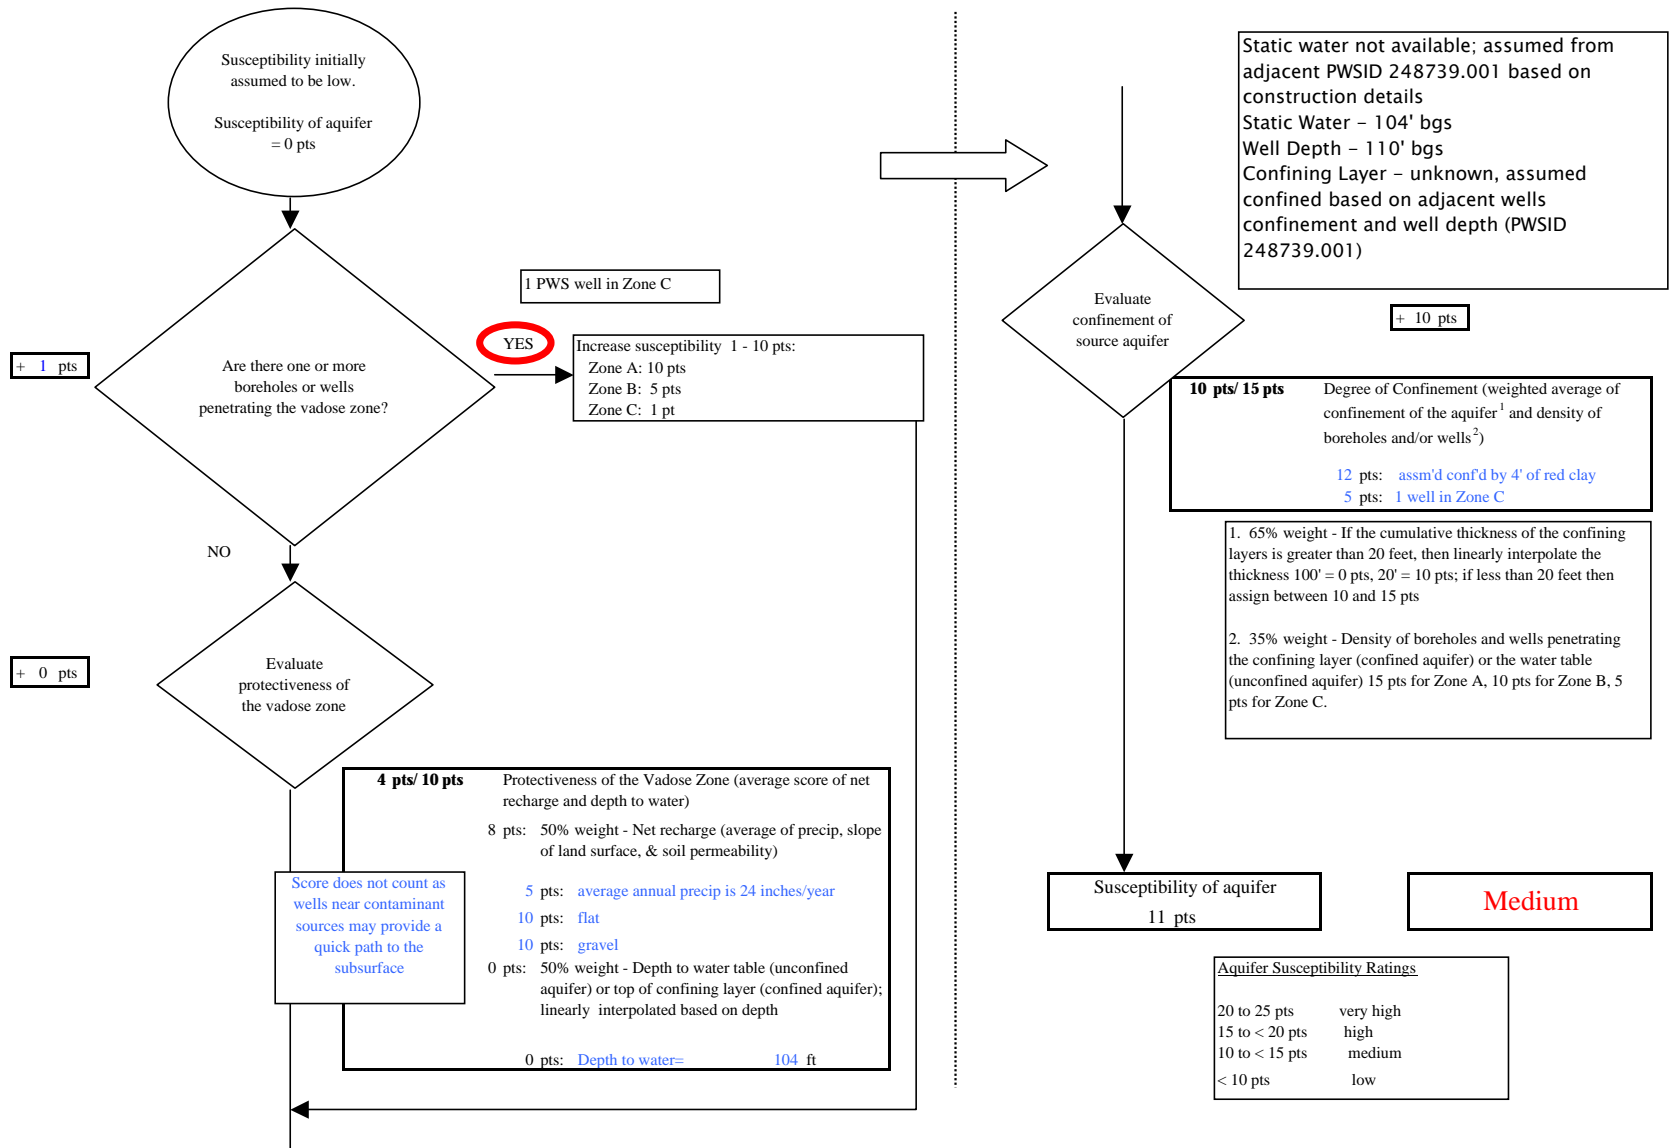 Susceptibility initially
assumed to be low.
Susceptibility of aquifer
= 0 pts
1 PWS well in Zone C
YES
+ 1 pts
Are there one or more
boreholes or wells
penetrating the vadose zone?
Increase susceptibility 1 - 10 pts:
Zone A: 10 pts
Zone B: 5 pts
Zone C: 1 pt
NO
+ 0 pts
Evaluate
protectiveness of
the vadose zone
4 pts/ 10 pts Protectiveness of the Vadose Zone (average score of net
recharge and depth to water)
8 pts: 50% weight - Net recharge (average of precip, slope
of land surface, & soil permeability)
5 pts: average annual precip is 24 inches/year
10 pts: flat
10 pts: gravel
0 pts: 50% weight - Depth to water table (unconfined
aquifer) or top of confining layer (confined aquifer);
linearly interpolated based on depth
0 pts: Depth to water= 104 ft
Score does not count as
wells near contaminant
sources may provide a
quick path to the
subsurface
Static water not available; assumed from
adjacent PWSID 248739.001 based on
construction details
Static Water – 104' bgs
Well Depth – 110' bgs
Confining Layer – unknown, assumed
confined based on adjacent wells
confinement and well depth (PWSID
248739.001)
Evaluate
confinement of
source aquifer
+ 10 pts
10 pts/ 15 pts Degree of Confinement (weighted average of
confinement of the aquifer1 and density of
boreholes and/or wells2)
12 pts: assm'd conf'd by 4' of red clay
5 pts: 1 well in Zone C
1. 65% weight - If the cumulative thickness of the confining
layers is greater than 20 feet, then linearly interpolate the
thickness 100' = 0 pts, 20' = 10 pts; if less than 20 feet then
assign between 10 and 15 pts
2. 35% weight - Density of boreholes and wells penetrating
the confining layer (confined aquifer) or the water table
(unconfined aquifer) 15 pts for Zone A, 10 pts for Zone B, 5
pts for Zone C.
Susceptibility of aquifer
11 pts
Medium
Aquifer Susceptibility Ratings
20 to 25 pts very high
15 to < 20 pts high
10 to < 15 pts medium
< 10 pts low